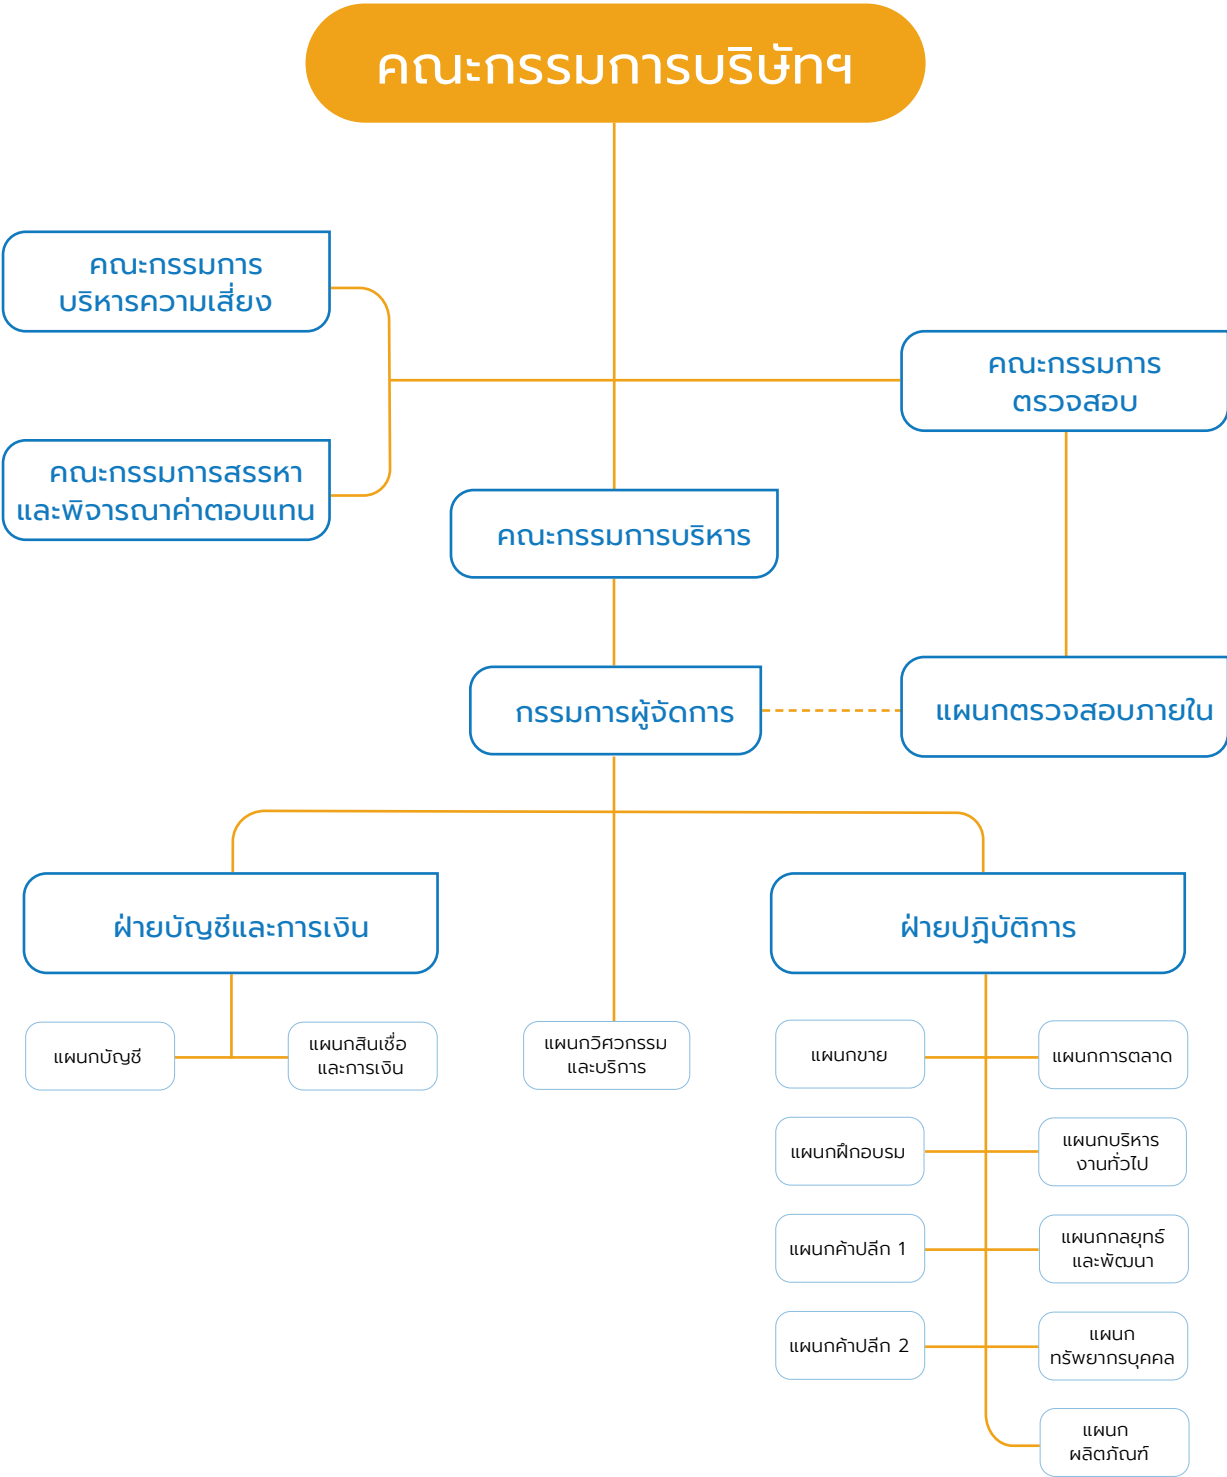 คณะกรรมการบริษัทฯ
คณะกรรมการ
บริหารความเสี่ยง
คณะกรรมการ
ตรวจสอบ
คณะกรรมการสรรหา
และพิจารณาค่าตอบแทน
คณะกรรมการบริหาร
กรรมการผู้จัดการ
แผนกตรวจสอบภายใน
ฝ่ายบัญชีและการเงิน
ฝ่ายปฏิบัติการ
แผนกบัญชี
แผนกสินเชื่อ
และการเงิน
แผนกวิศวกรรม
และบริการ
แผนกขาย
แผนกการตลาด
แผนกฝึกอบรม
แผนกบริหาร
งานทั่วไป
แผนกค้าปลีก 1
แผนกกลยุทธ์
และพัฒนา
แผนกค้าปลีก 2
แผนก
ทรัพยากรบุคคล
แผนก
ผลิตภัณฑ์